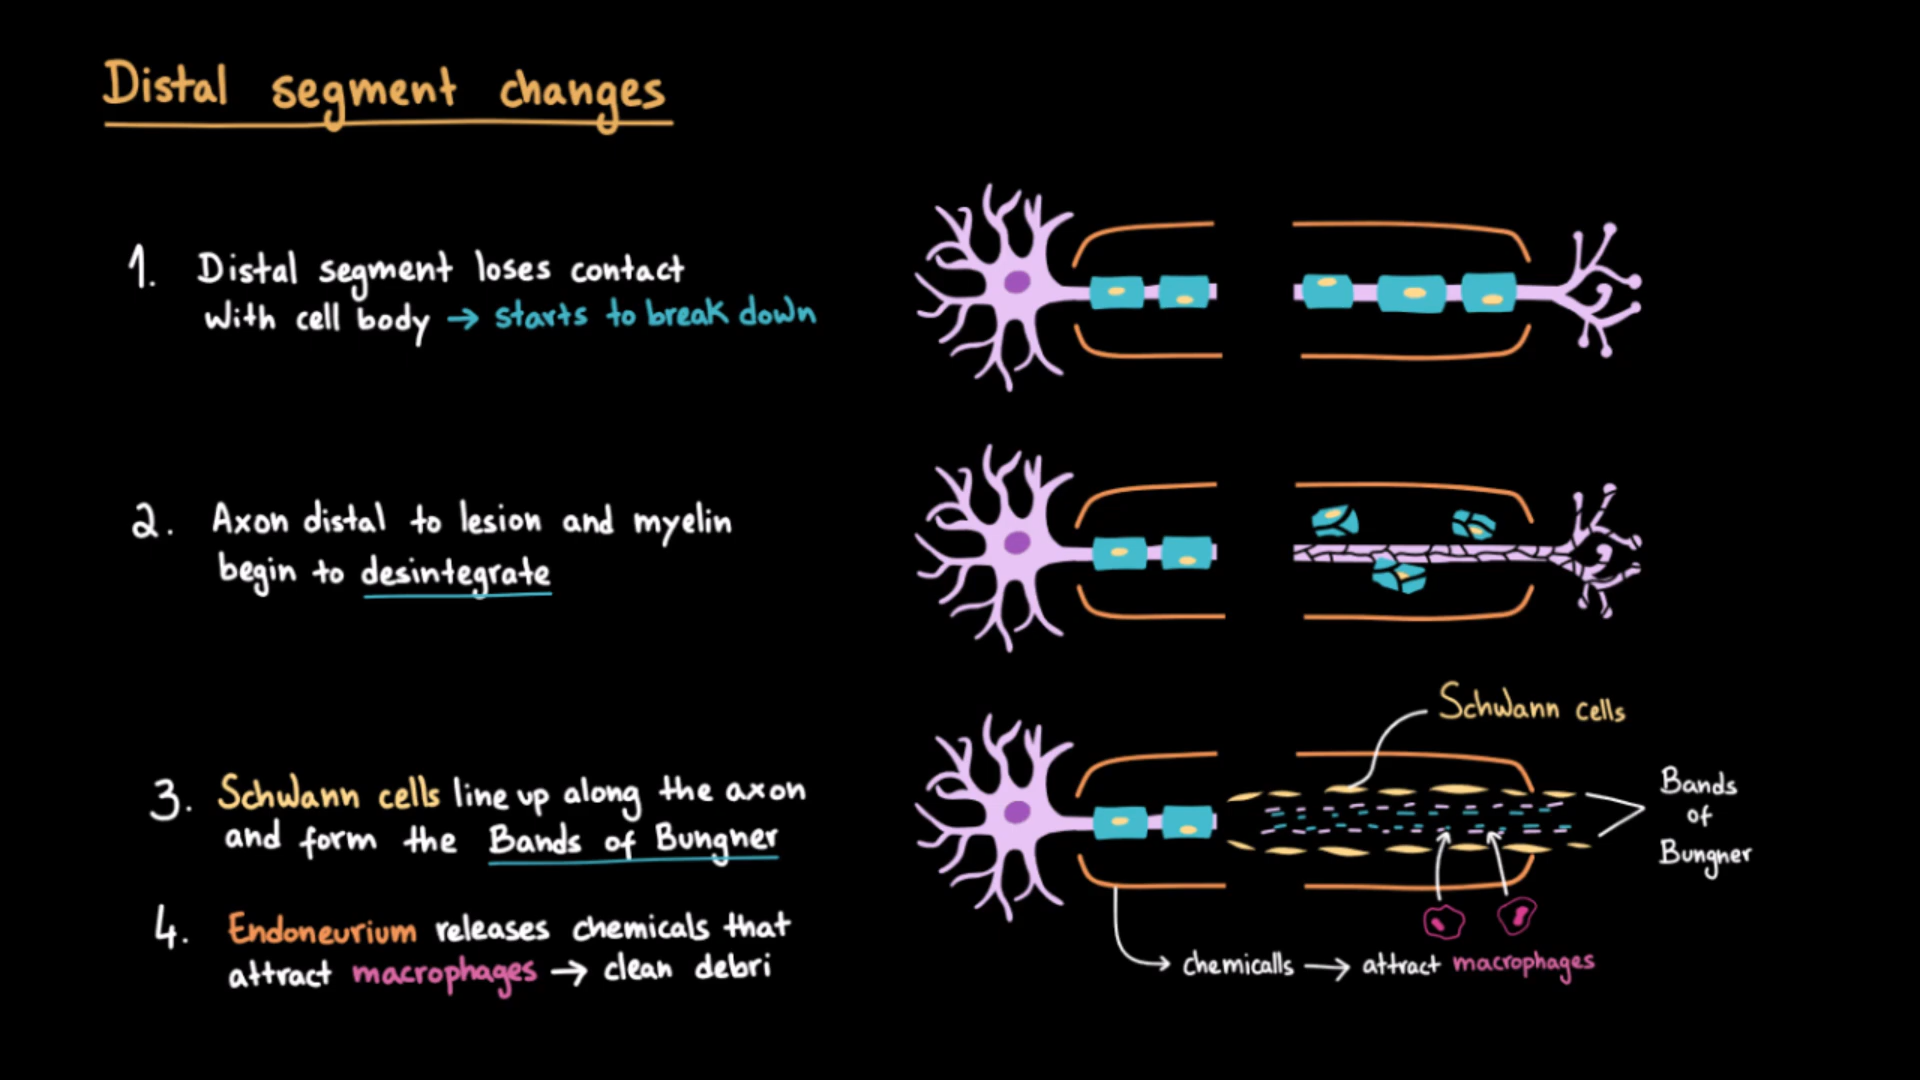 Distal segment changes
1. Distal segment loses contact
with cell body → starts to break down
2. Axon distal to lesion and myelin
begin to desintegrate
3. Schwann cells line up along the axon
and form the Bands of Bungner
4. Endoneurium releases chemicals that
attract macrophages → clean debri
Schwann cells
Bands
of
Bungner
chemicalls → attract macrophages